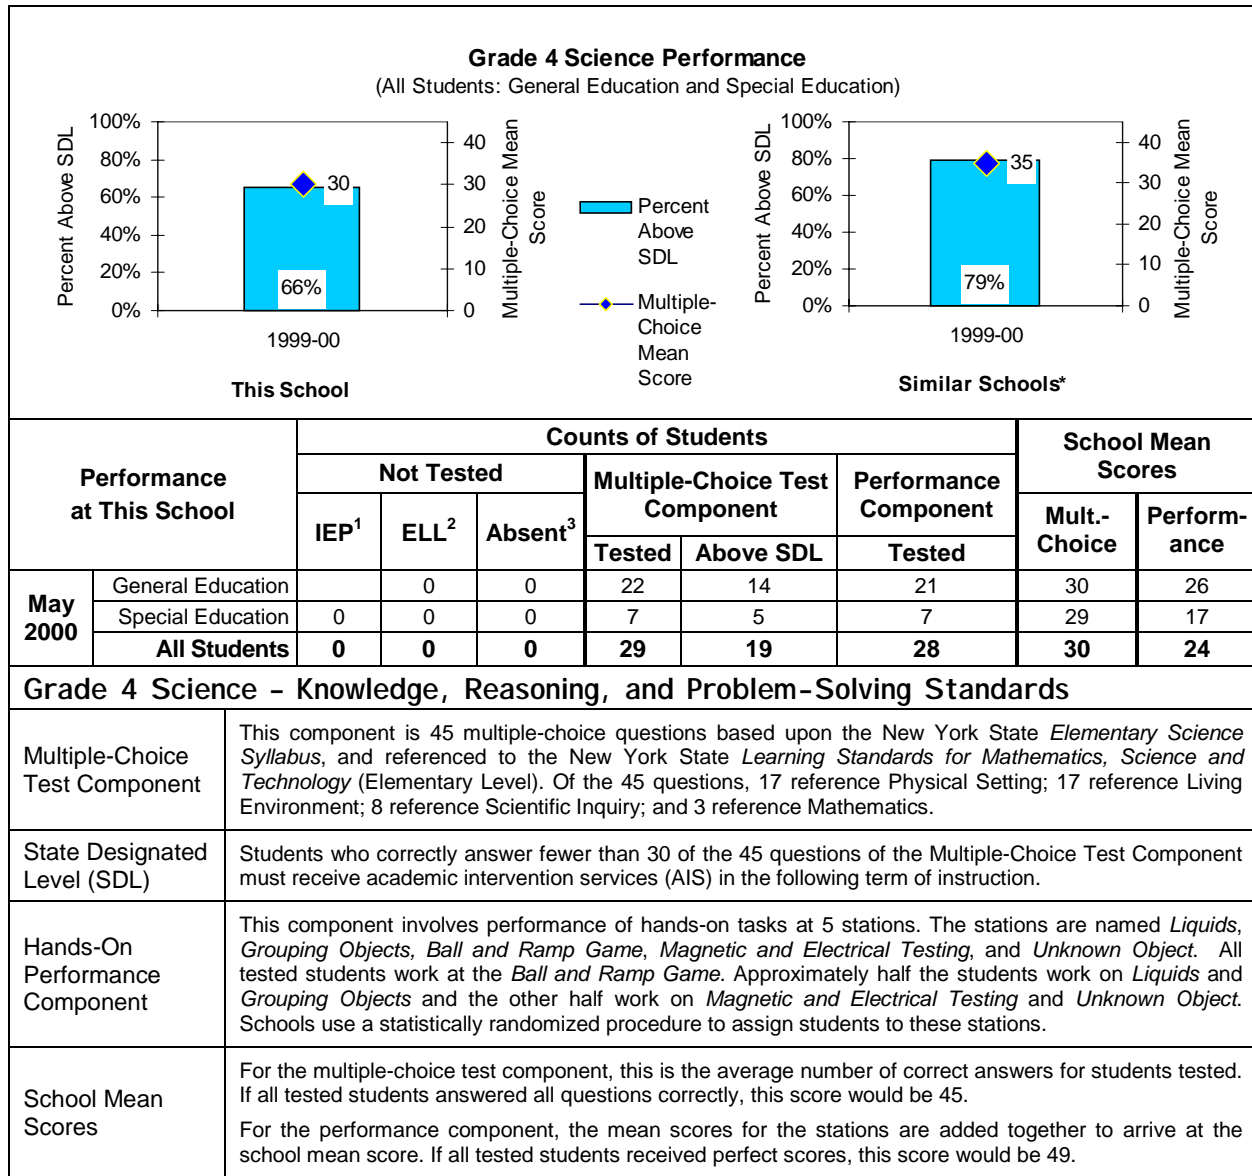 Grade 4 Science Performance
(All Students: General Education and Special Education)
Percent Above SDL
100%
80%
60%
40%
20%
0%
30
66%
1999-00
40
30
20
10
0
Multiple-Choice Mean
Score
This School
Percent
Above
SDL
Multiple-
Choice
Mean
Score
Percent Above SDL
100%
80%
60%
40%
20%
0%
35
79%
1999-00
40
30
20
10
0
Multiple-Choice Mean
Score
Similar Schools*
Performance
at This School
Counts of Students
School Mean
Scores
Not Tested
Multiple-Choice Test
Component
Performance
Component
IEP1 ELL2 Absent3
Tested Above SDL Tested
Mult.-
Choice
Perform-
ance
May
2000
General Education 0 0 22 14 21 30 26
Special Education 0 0 0 7 5 7 29 17
All Students 0 0 0 29 19 28 30 24
Grade 4 Science – Knowledge, Reasoning, and Problem-Solving Standards
Multiple-Choice
Test Component
This component is 45 multiple-choice questions based upon the New York State Elementary Science
Syllabus, and referenced to the New York State Learning Standards for Mathematics, Science and
Technology (Elementary Level). Of the 45 questions, 17 reference Physical Setting; 17 reference Living
Environment; 8 reference Scientific Inquiry; and 3 reference Mathematics.
State Designated
Level (SDL)
Students who correctly answer fewer than 30 of the 45 questions of the Multiple-Choice Test Component
must receive academic intervention services (AIS) in the following term of instruction.
Hands-On
Performance
Component
This component involves performance of hands-on tasks at 5 stations. The stations are named Liquids,
Grouping Objects, Ball and Ramp Game, Magnetic and Electrical Testing, and Unknown Object. All
tested students work at the Ball and Ramp Game. Approximately half the students work on Liquids and
Grouping Objects and the other half work on Magnetic and Electrical Testing and Unknown Object.
Schools use a statistically randomized procedure to assign students to these stations.
School Mean
Scores
For the multiple-choice test component, this is the average number of correct answers for students tested.
If all tested students answered all questions correctly, this score would be 45.
For the performance component, the mean scores for the stations are added together to arrive at the
school mean score. If all tested students received perfect scores, this score would be 49.